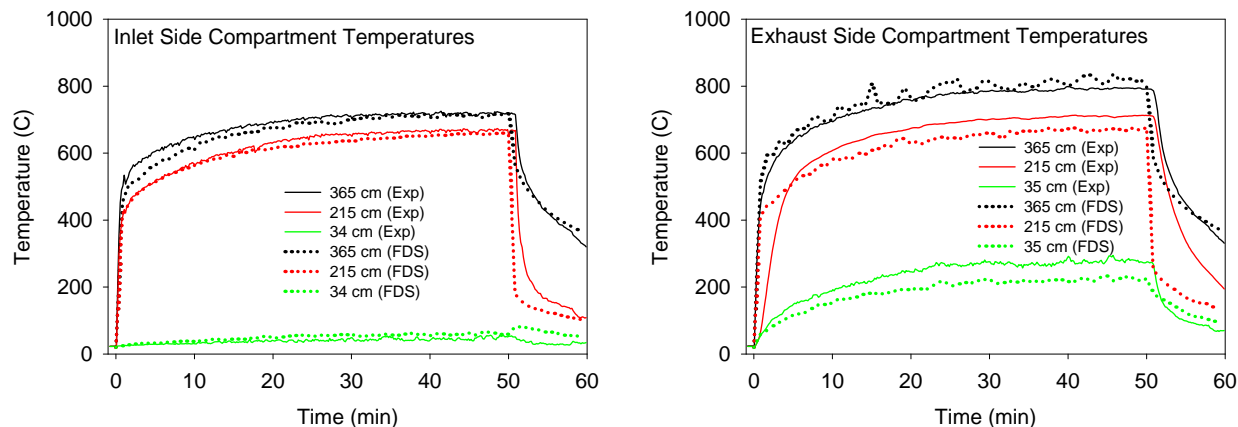 Inlet Side Compartment Temperatures
Temperature (C)
1000
800
600
400
200
0
365 cm (Exp)
215 cm (Exp)
34 cm (Exp)
365 cm (FDS)
215 cm (FDS)
34 cm (FDS)
0 10 20 30 40 50 60
Time (min)
Exhaust Side Compartment Temperatures
Temperature (C)
1000
800
600
400
200
0
365 cm (Exp)
215 cm (Exp)
35 cm (Exp)
365 cm (FDS)
215 cm (FDS)
35 cm (FDS)
0 10 20 30 40 50 60
Time (min)